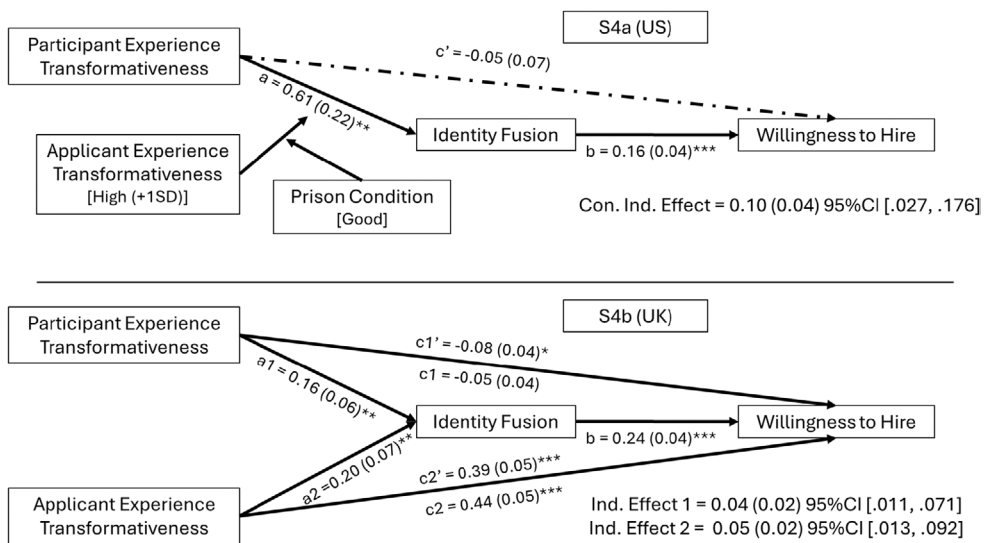 S4a (US)
Participant Experience
Transformativeness
c’ = -0.05 (0.07)
a = 0.61 (0.22)**
Identity Fusion
Willingness to Hire
b = 0.16 (0.04)***
Applicant Experience
Transformativeness
[High (+1SD)]
Prison Condition
[Good]
Con. Ind. Effect = 0.10 (0.04) 95%CI [.027, .176]
S4b (UK)
Participant Experience
Transformativeness
c1’ = -0.08 (0.04)*
c1 = -0.05 (0.04)
a1 = 0.16 (0.06)**
Identity Fusion
Willingness to Hire
b = 0.24 (0.04)***
a2 =0.20 (0.07)**
c2’ = 0.39 (0.05)***
c2 = 0.44 (0.05)***
Applicant Experience
Transformativeness
Ind. Effect 1 = 0.04 (0.02) 95%CI [.011, .071]
Ind. Effect 2 =  0.05 (0.02) 95%CI [.013, .092]